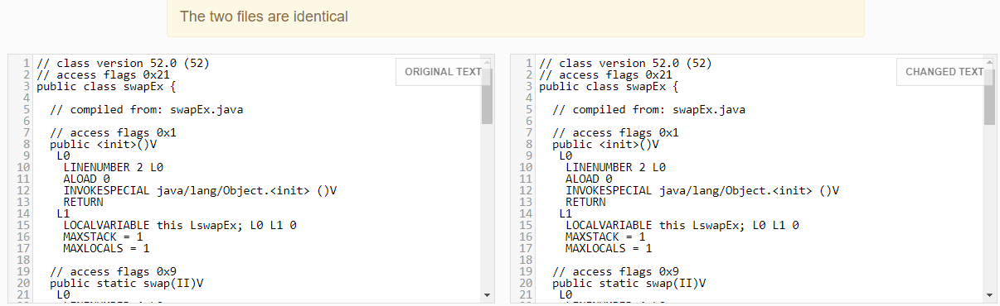 The two files are identical
ORIGINAL TEXT
1 // class version 52.0 (52)
2 // access flags 0x21
3 public class swapEx {
4
5 // compiled from: swapEx.java
6
7 // access flags 0x1
8 public <init>()V
9 L0
10 LINENUMBER 2 L0
11 ALOAD 0
12 INVOKESPECIAL java/lang/Object.<init> ()V
13 RETURN
14 L1
15 LOCALVARIABLE this LswapEx; L0 L1 0
16 MAXSTACK = 1
17 MAXLOCALS = 1
18
19 // access flags 0x9
20 public static swap(II)V
21 L0
CHANGED TEXT
1 // class version 52.0 (52)
2 // access flags 0x21
3 public class swapEx {
4
5 // compiled from: swapEx.java
6
7 // access flags 0x1
8 public <init>()V
9 L0
10 LINENUMBER 2 L0
11 ALOAD 0
12 INVOKESPECIAL java/lang/Object.<init> ()V
13 RETURN
14 L1
15 LOCALVARIABLE this LswapEx; L0 L1 0
16 MAXSTACK = 1
17 MAXLOCALS = 1
18
19 // access flags 0x9
20 public static swap(II)V
21 L0